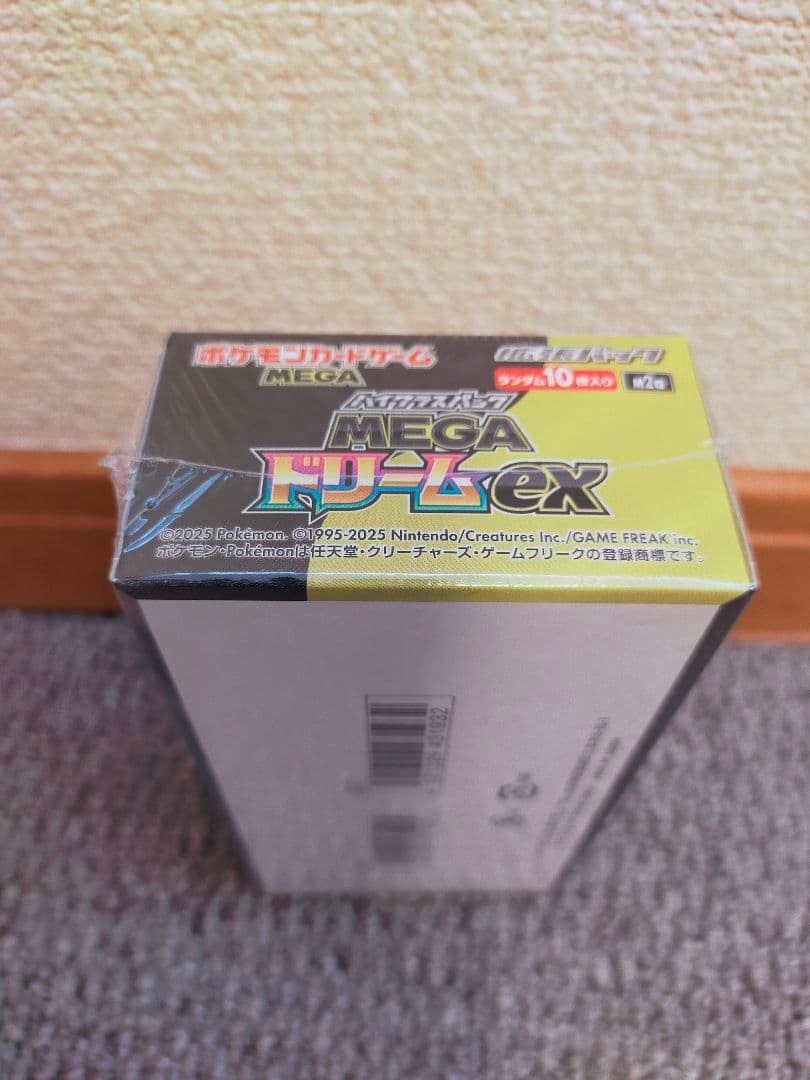 ポケモンカードゲーム
MEGA
拡張パック
ランダム10枚入り
第2弾
ハイクラスパック
MEGA
ドリームex
©2025 Pokémon. ©1995-2025 Nintendo/Creatures Inc./GAME FREAK inc.
ポケモン・Pokémonは任天堂・クリーチャーズ・ゲームフリークの登録商標です。